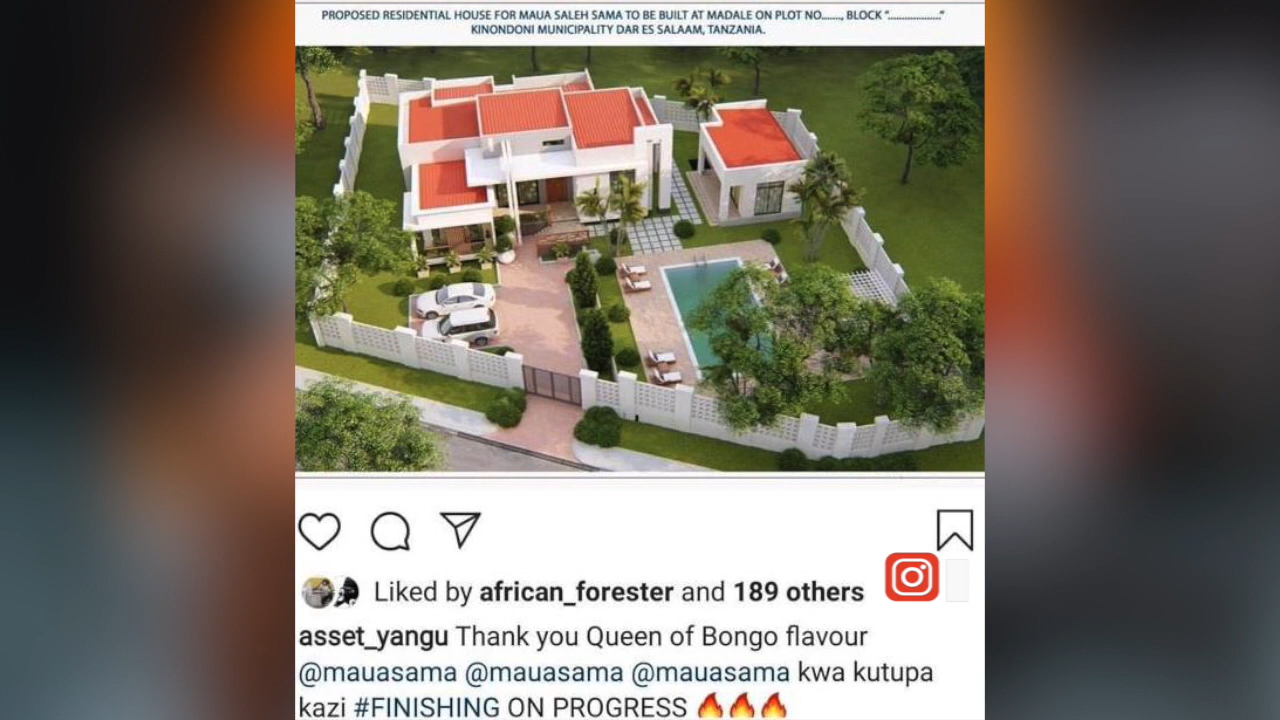 PROPOSED RESIDENTIAL HOUSE FOR MAUA SALEH SAMA TO BE BUILT AT MADALE ON PLOT NO......., BLOCK "..................."
KINONDONI MUNICIPALITY DAR ES SALAAM, TANZANIA.
Liked by african_forester and 189 others
asset_yangu Thank you Queen of Bongo flavour
@mauasama @mauasama @mauasama kwa kutupa
kazi #FINISHING ON PROGRESS 🔥🔥🔥